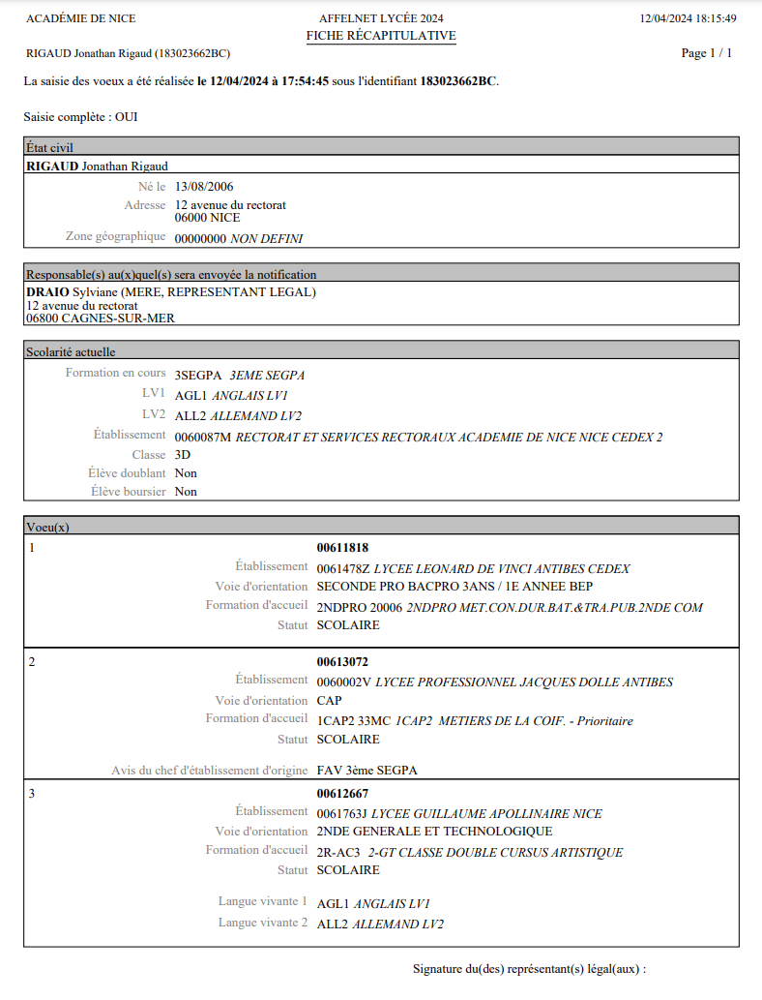 ACADÉMIE DE NICE AFFELNET LYCÉE 2024 12/04/2024 18:15:49
FICHE RÉCAPITULATIVE
RIGAUD Jonathan Rigaud (183023662BC) Page 1 / 1
La saisie des voeux a été réalisée le 12/04/2024 à 17:54:45 sous l'identifiant 183023662BC.
Saisie complète : OUI
État civil
RIGAUD Jonathan Rigaud
Né le 13/08/2006
Adresse 12 avenue du rectorat
06000 NICE
Zone géographique 00000000 NON DEFINI
Responsable(s) au(x)quel(s) sera envoyée la notification
DRAIO Sylviane (MERE, REPRESENTANT LEGAL)
12 avenue du rectorat
06800 CAGNES-SUR-MER
Scolarité actuelle
Formation en cours 3SEGPA 3EME SEGPA
LV1 AGL1 ANGLAIS LV1
LV2 ALL2 ALLEMAND LV2
Établissement 0060087M RECTORAT ET SERVICES RECTORAUX ACADEMIE DE NICE NICE CEDEX 2
Classe 3D
Élève doublant Non
Élève boursier Non
Voeu(x)
1 00611818
Établissement 0061478Z LYCEE LEONARD DE VINCI ANTIBES CEDEX
Voie d'orientation SECONDE PRO BACPRO 3ANS / 1E ANNEE BEP
Formation d'accueil 2NDPRO 20006 2NDPRO MET.CON.DUR.BAT.&TRA.PUB.2NDE COM
Statut SCOLAIRE
2 00613072
Établissement 0060002V LYCEE PROFESSIONNEL JACQUES DOLLE ANTIBES
Voie d'orientation CAP
Formation d'accueil 1CAP2 33MC 1CAP2 METIERS DE LA COIF. - Prioritaire
Statut SCOLAIRE
Avis du chef d'établissement d'origine FAV 3ème SEGPA
3 00612667
Établissement 0061763J LYCEE GUILLAUME APOLLINAIRE NICE
Voie d'orientation 2NDE GENERALE ET TECHNOLOGIQUE
Formation d'accueil 2R-AC3 2-GT CLASSE DOUBLE CURSUS ARTISTIQUE
Statut SCOLAIRE
Langue vivante 1 AGL1 ANGLAIS LV1
Langue vivante 2 ALL2 ALLEMAND LV2
Signature du(des) représentant(s) légal(aux) :